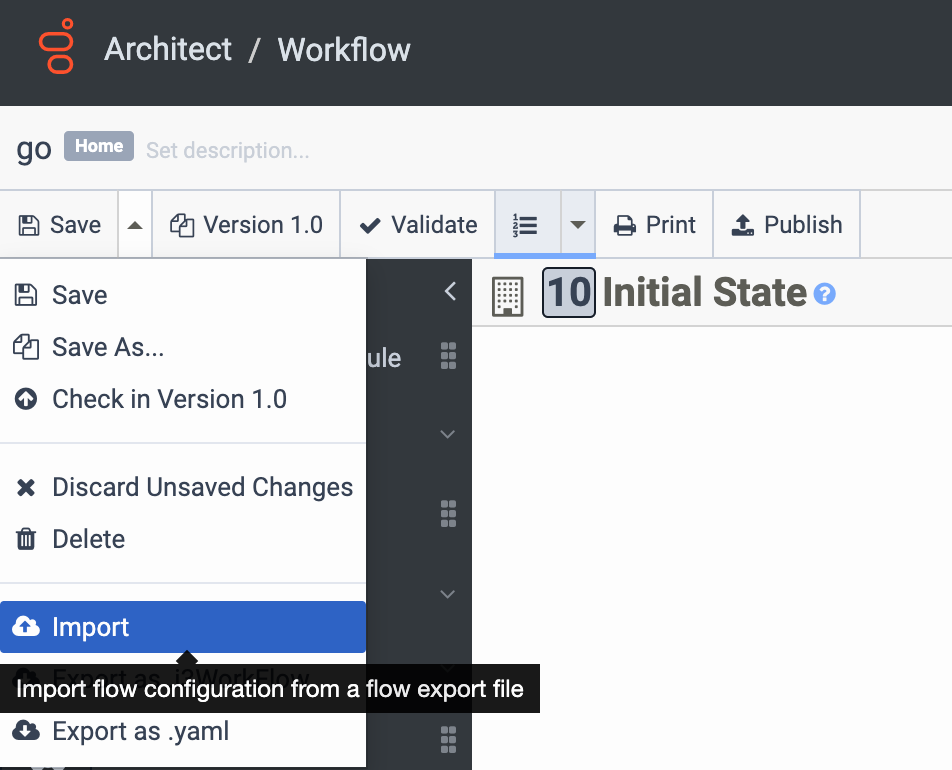 Architect / Workflow
go Home Set description...
Save Version 1.0 Validate Print Publish
Save
Save As...
Check in Version 1.0
Discard Unsaved Changes
Delete
Import
Export as .i3WorkFlow
Import flow configuration from a flow export file
Export as .yaml
ule
10 Initial State ?